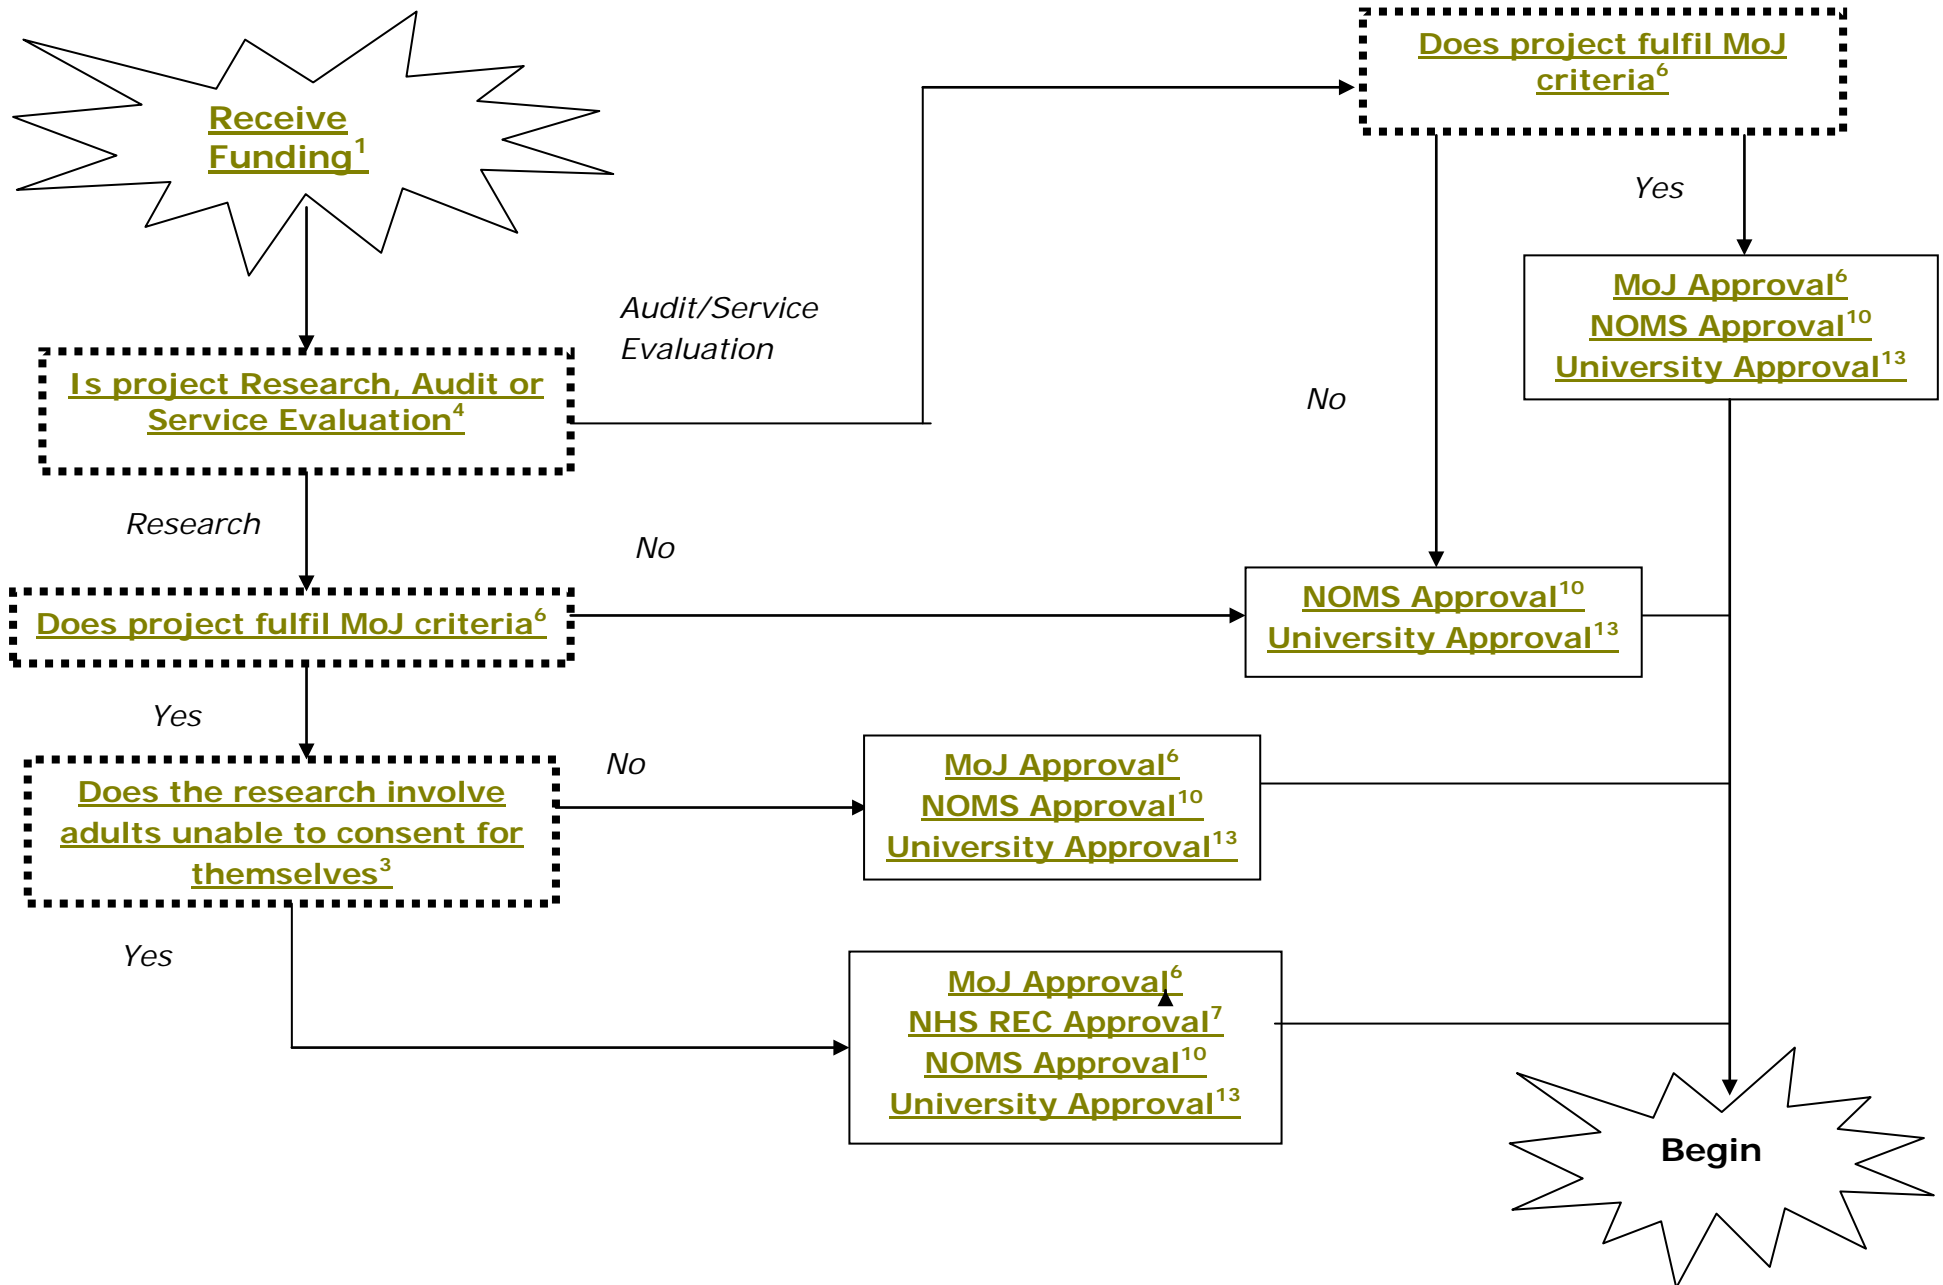 Receive
Funding¹
Does project fulfil MoJ
criteria⁶
Yes
MoJ Approval⁶
NOMS Approval¹⁰
University Approval¹³
Audit/Service
Evaluation
Is project Research, Audit or
Service Evaluation⁴
No
Research
No
Does project fulfil MoJ criteria⁶
NOMS Approval¹⁰
University Approval¹³
Yes
No
Does the research involve
adults unable to consent for
themselves³
MoJ Approval⁶
NOMS Approval¹⁰
University Approval¹³
Yes
MoJ Approval⁶
NHS REC Approval⁷
NOMS Approval¹⁰
University Approval¹³
Begin